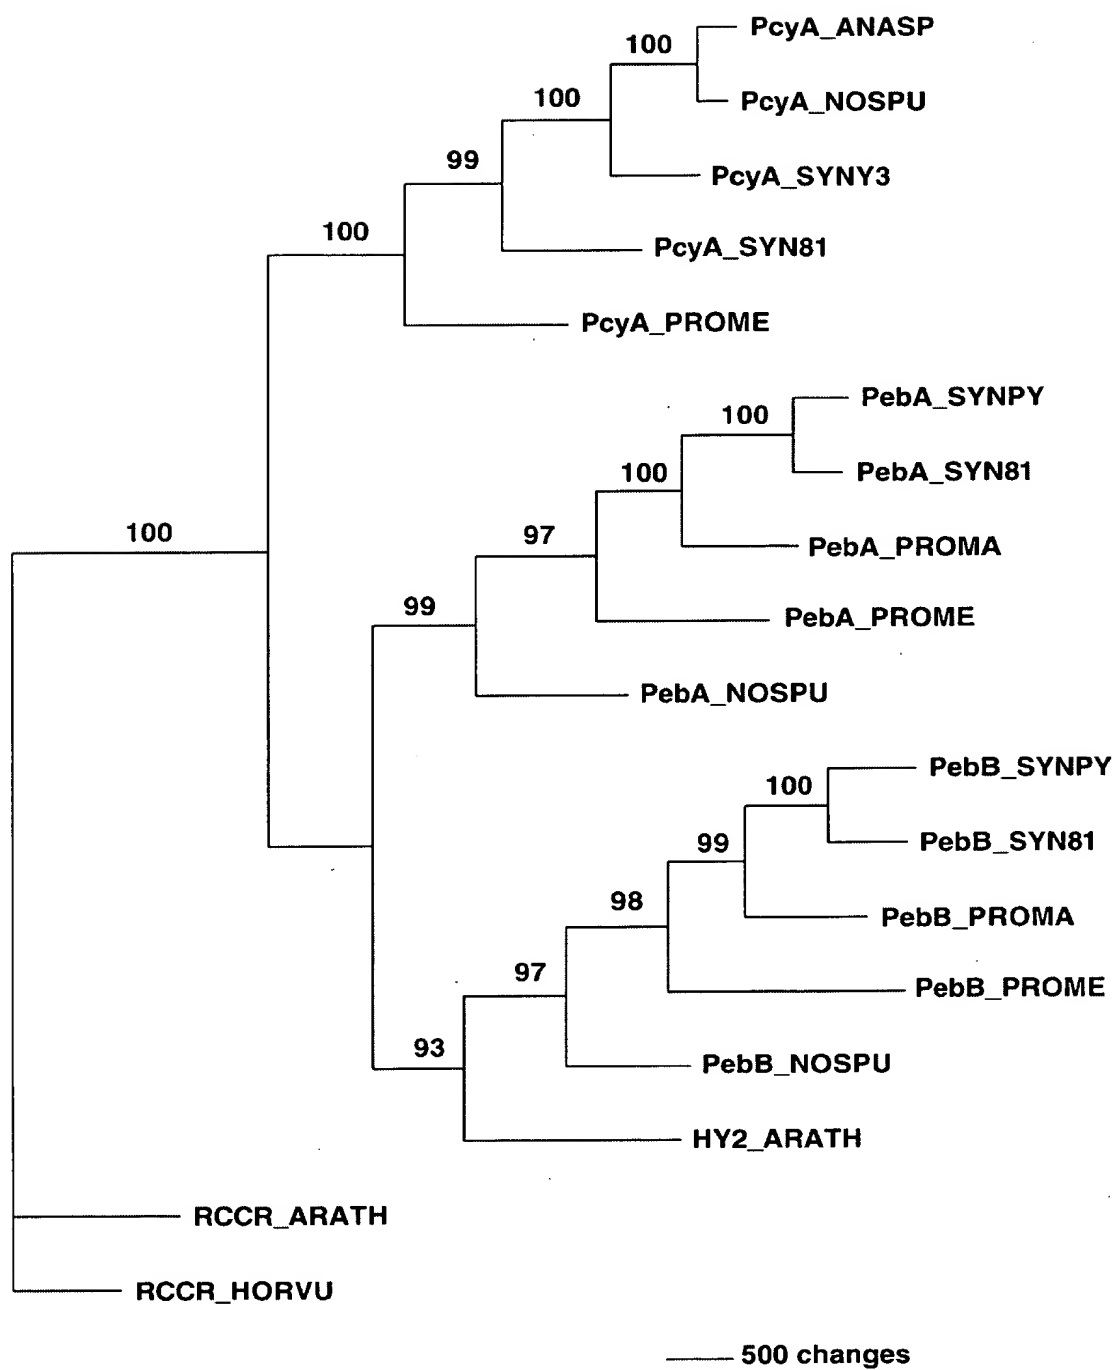 PcyA_ANASP
100
PcyA_NOSPU
100
PcyA_SYNY3
99
PcyA_SYN81
100
PcyA_PROME
PebA_SYNPY
100
PebA_SYN81
100
PebA_PROMA
97
PebA_PROME
100
99
PebA_NOSPU
PebB_SYNPY
100
PebB_SYN81
99
PebB_PROMA
98
PebB_PROME
97
PebB_NOSPU
93
HY2_ARATH
RCCR_ARATH
RCCR_HORVU
500 changes